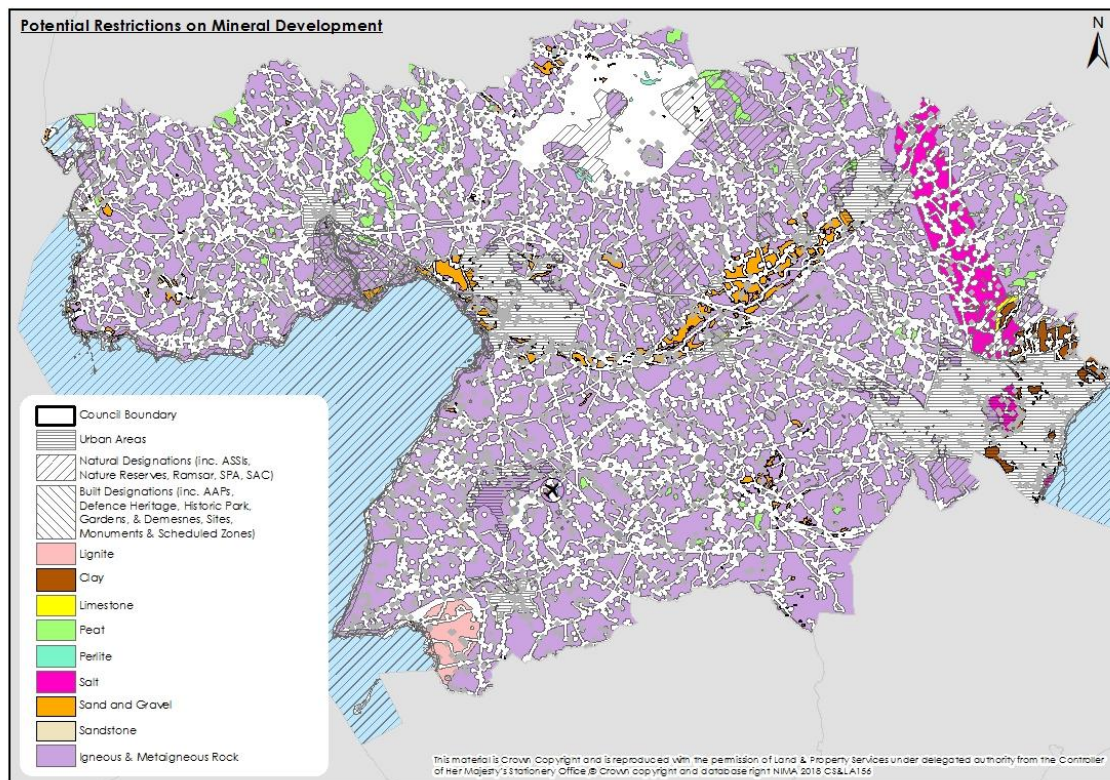 Potential Restrictions on Mineral Development
N
Council Boundary
Urban Areas
Natural Designations (inc. ASSIs,
Nature Reserves, Ramsar, SPA, SAC)
Built Designations (inc. AAPs,
Defence Heritage, Historic Park,
Gardens, & Demesnes, Sites,
Monuments & Scheduled Zones)
Lignite
Clay
Limestone
Peat
Perlite
Salt
Sand and Gravel
Sandstone
Igneous & Metaigneous Rock
This material is Crown Copyright and is reproduced with the permission of Land & Property Services under delegated authority from the Controller
of Her Majesty's Stationery Office,© Crown copyright and database right NIMA 2018 CS&LA156